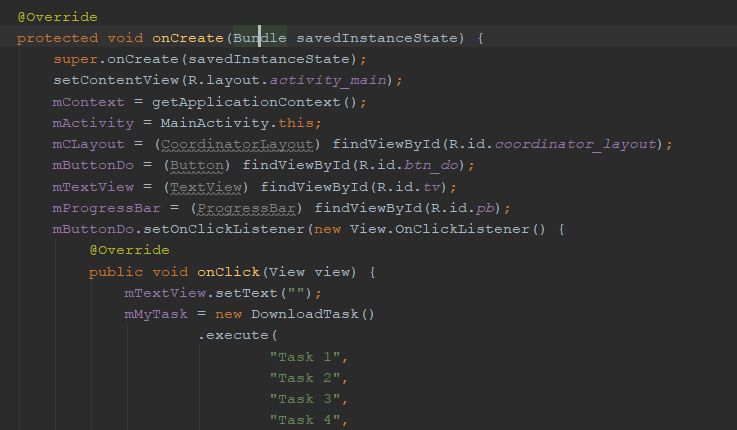 @Override
protected void onCreate(Bundle savedInstanceState) {
super.onCreate(savedInstanceState);
setContentView(R.layout.activity_main);
mContext = getApplicationContext();
mActivity = MainActivity.this;
mCLayout = (CoordinatorLayout) findViewById(R.id.coordinator_layout);
mButtonDo = (Button) findViewById(R.id.btn_do);
mTextView = (TextView) findViewById(R.id.tv);
mProgressBar = (ProgressBar) findViewById(R.id.pb);
mButtonDo.setOnClickListener(new View.OnClickListener() {
@Override
public void onClick(View view) {
mTextView.setText("");
mMyTask = new DownloadTask()
.execute(
"Task 1",
"Task 2",
"Task 3",
"Task 4",